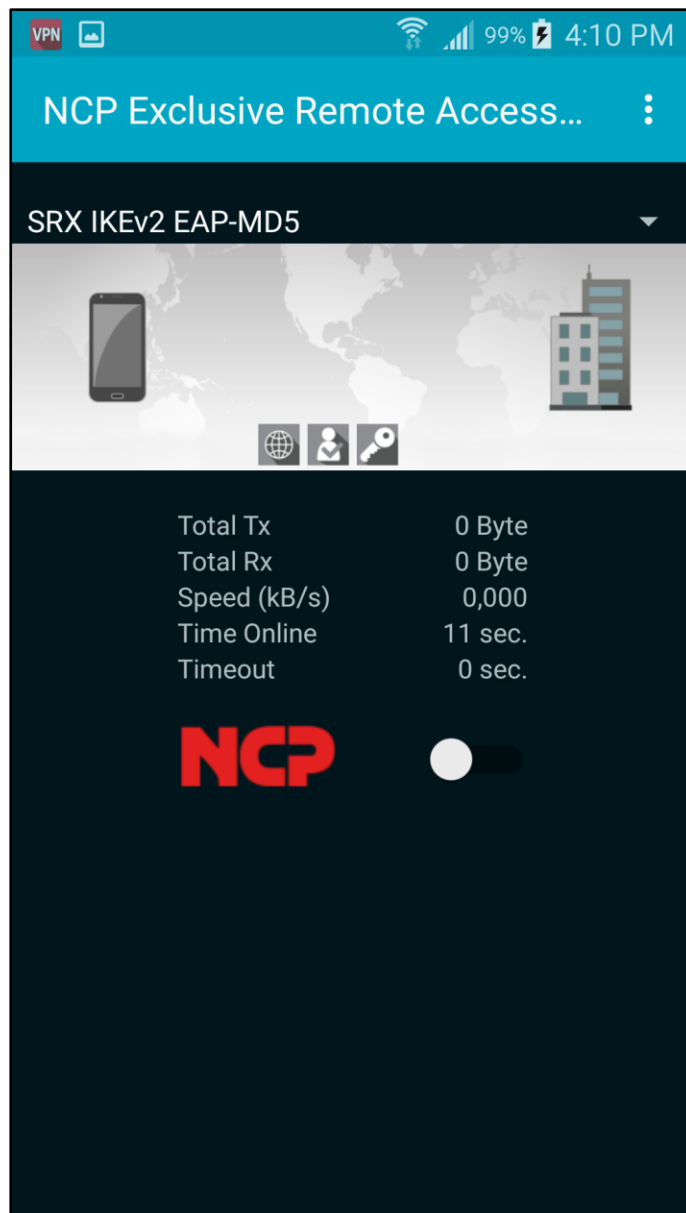 VPN 99% 4:10 PM
NCP Exclusive Remote Access...
SRX IKEv2 EAP-MD5
Total Tx 0 Byte
Total Rx 0 Byte
Speed (kB/s) 0,000
Time Online 11 sec.
Timeout 0 sec.
NCP